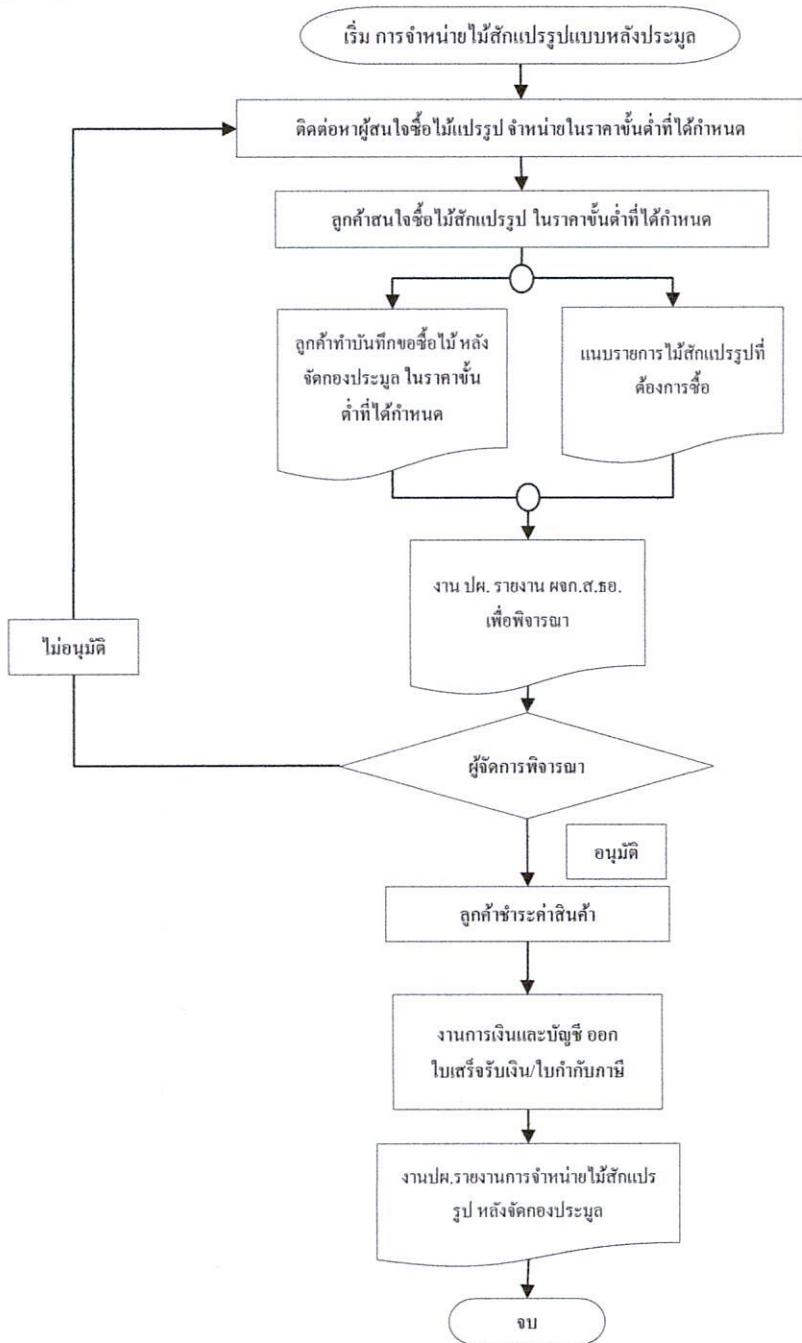 เริ่ม การจำหน่ายไม้สักแปรรูปแบบหลังประมูล
ติดต่อหาผู้สนใจซื้อไม้แปรรูป จำหน่ายในราคาขั้นต่ำที่ได้กำหนด
ลูกค้าสนใจซื้อไม้สักแปรรูป ในราคาขั้นต่ำที่ได้กำหนด
ลูกค้าทำบันทึกขอซื้อไม้ หลัง
จัดกองประมูล ในราคาขั้น
ต่ำที่ได้กำหนด
แนบรายการไม้สักแปรรูปที่
ต้องการซื้อ
งาน ปผ. รายงาน ผจก.ส.ธอ.
เพื่อพิจารณา
ไม่อนุมัติ
ผู้จัดการพิจารณา
อนุมัติ
ลูกค้าชำระค่าสินค้า
งานการเงินและบัญชี ออก
ใบเสร็จรับเงิน/ใบกำกับภาษี
งานปผ.รายงานการจำหน่ายไม้สักแปร
รูป หลังจัดกองประมูล
จบ